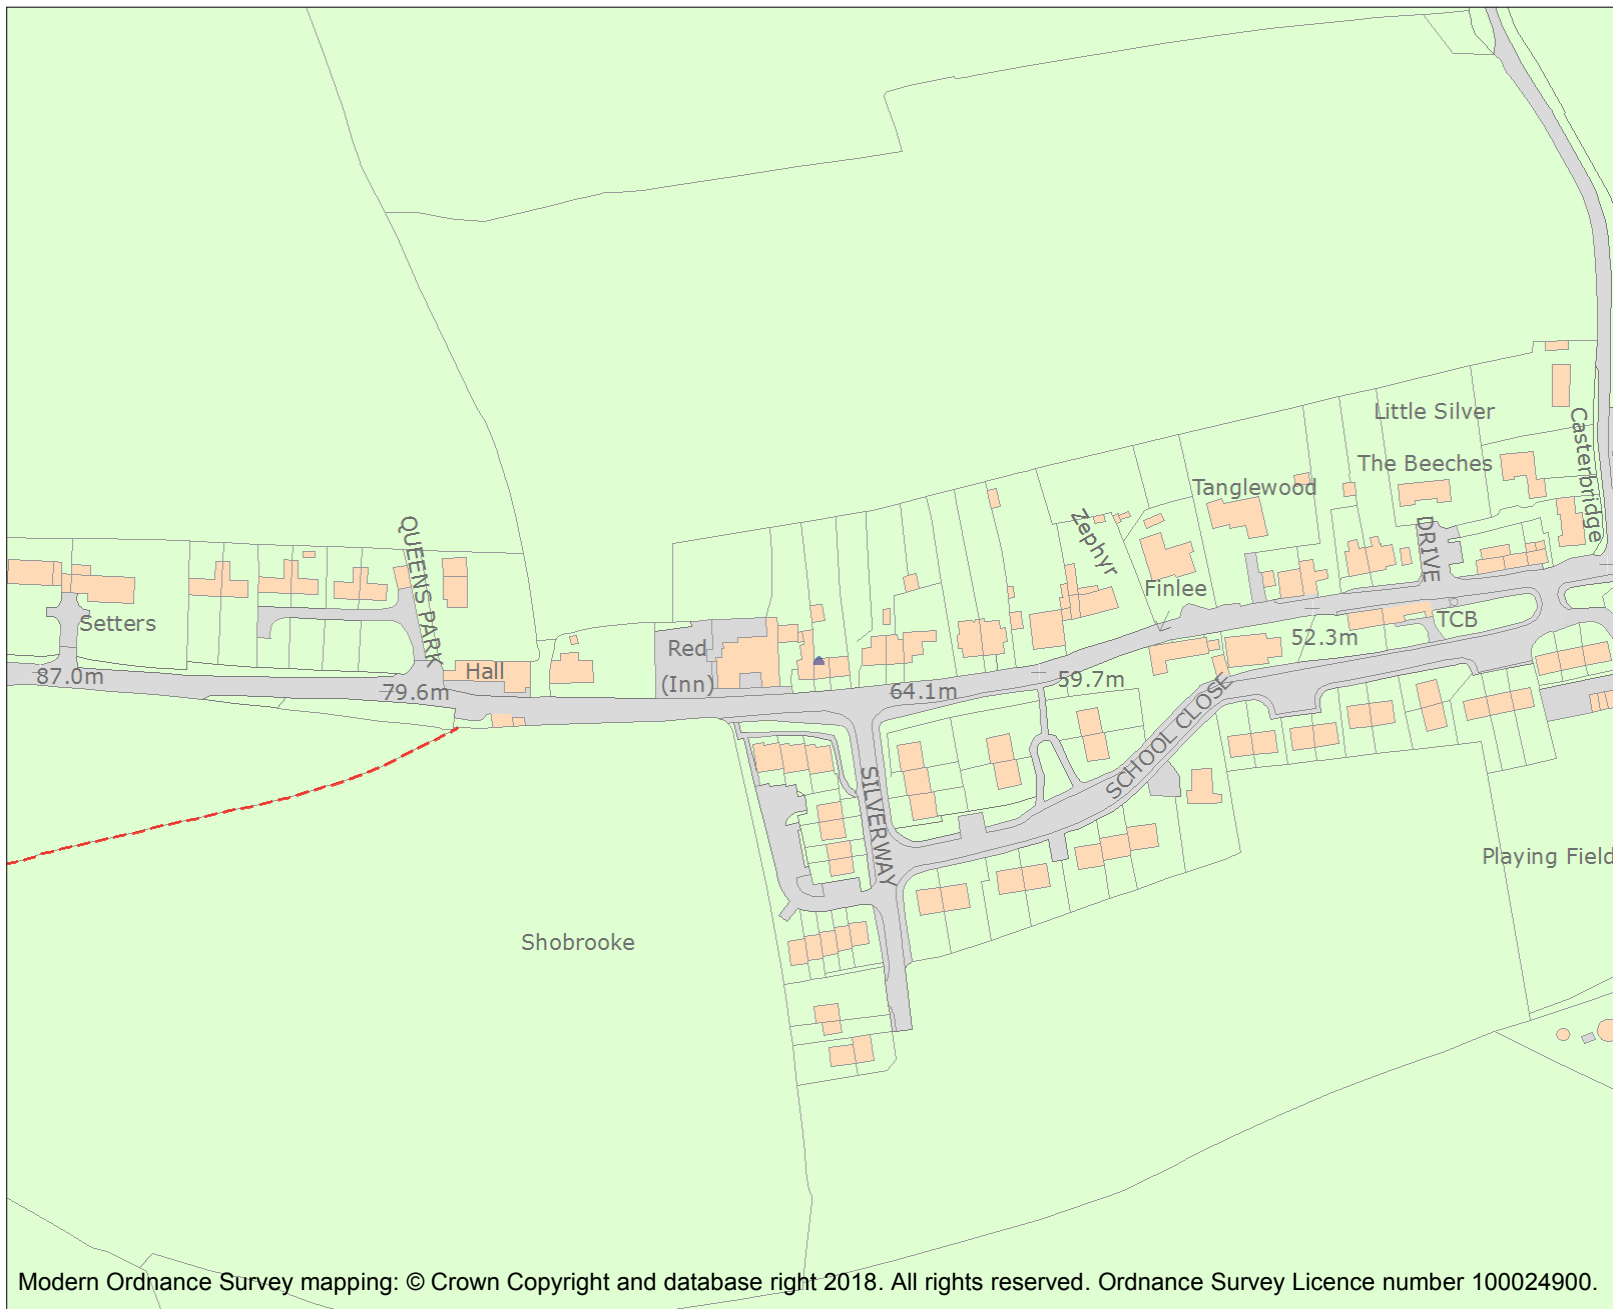 Little Silver
Casterbridge
The Beeches
Tanglewood
Zephyr
DRIVE
QUEENS PARK
Finlee
Setters
TCB
52.3m
Red
(Inn)
Hall
87.0m
79.6m
64.1m
59.7m
SCHOOL CLOSE
SILVERWAY
Playing Field
Shobrooke
Modern Ordnance Survey mapping: © Crown Copyright and database right 2018. All rights reserved. Ordnance Survey Licence number 100024900.